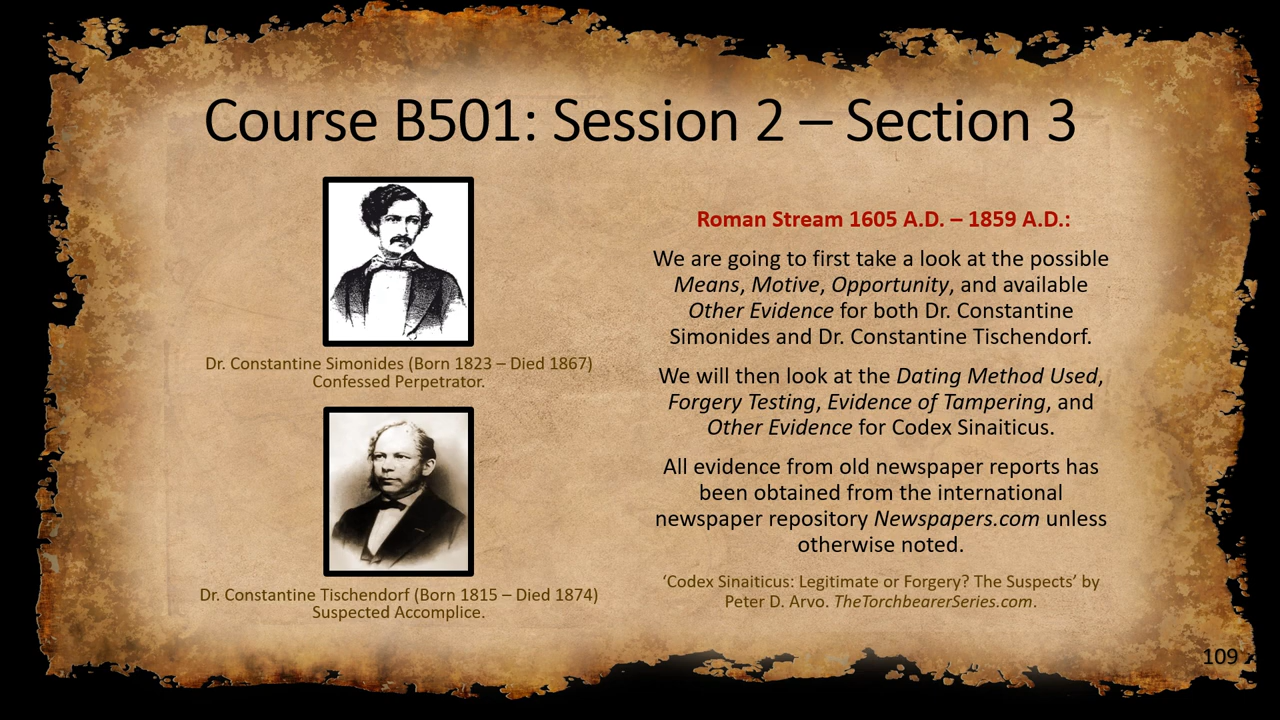 Course B501: Session 2 – Section 3
Dr. Constantine Simonides (Born 1823 – Died 1867)
Confessed Perpetrator.
Dr. Constantine Tischendorf (Born 1815 – Died 1874)
Suspected Accomplice.
Roman Stream 1605 A.D. – 1859 A.D.:
We are going to first take a look at the possible
Means, Motive, Opportunity, and available
Other Evidence for both Dr. Constantine
Simonides and Dr. Constantine Tischendorf.
We will then look at the Dating Method Used,
Forgery Testing, Evidence of Tampering, and
Other Evidence for Codex Sinaiticus.
All evidence from old newspaper reports has
been obtained from the international
newspaper repository Newspapers.com unless
otherwise noted.
‘Codex Sinaiticus: Legitimate or Forgery? The Suspects’ by
Peter D. Arvo. TheTorchbearerSeries.com.
109